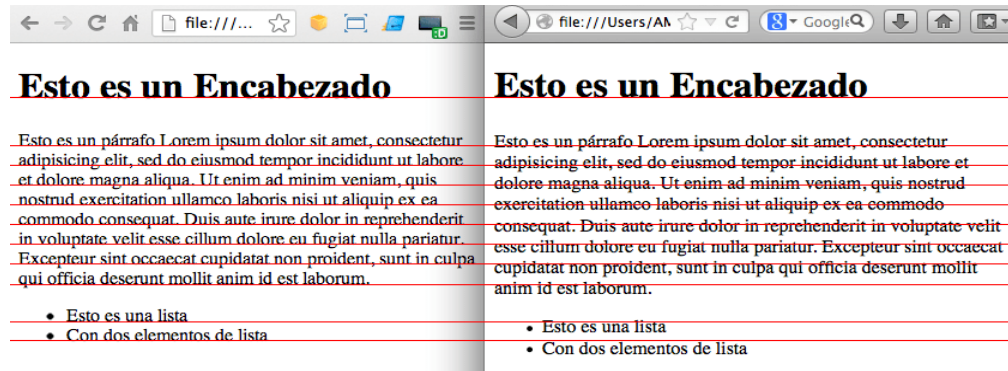 file:///...
:D
Esto es un Encabezado
Esto es un párrafo Lorem ipsum dolor sit amet, consectetur
adipisicing elit, sed do eiusmod tempor incididunt ut labore
et dolore magna aliqua. Ut enim ad minim veniam, quis
nostrud exercitation ullamco laboris nisi ut aliquip ex ea
commodo consequat. Duis aute irure dolor in reprehenderit
in voluptate velit esse cillum dolore eu fugiat nulla pariatur.
Excepteur sint occaecat cupidatat non proident, sunt in culpa
qui officia deserunt mollit anim id est laborum.
• Esto es una lista
• Con dos elementos de lista
file:///Users/AN
8 Google
Esto es un Encabezado
Esto es un párrafo Lorem ipsum dolor sit amet, consectetur
adipisicing elit, sed do eiusmod tempor incididunt ut labore et
dolore magna aliqua. Ut enim ad minim veniam, quis nostrud
exercitation ullamco laboris nisi ut aliquip ex ea commodo
consequat. Duis aute irure dolor in reprehenderit in voluptate velit
esse cillum dolore eu fugiat nulla pariatur. Excepteur sint occaecat
cupidatat non proident, sunt in culpa qui officia deserunt mollit
anim id est laborum.
• Esto es una lista
• Con dos elementos de lista